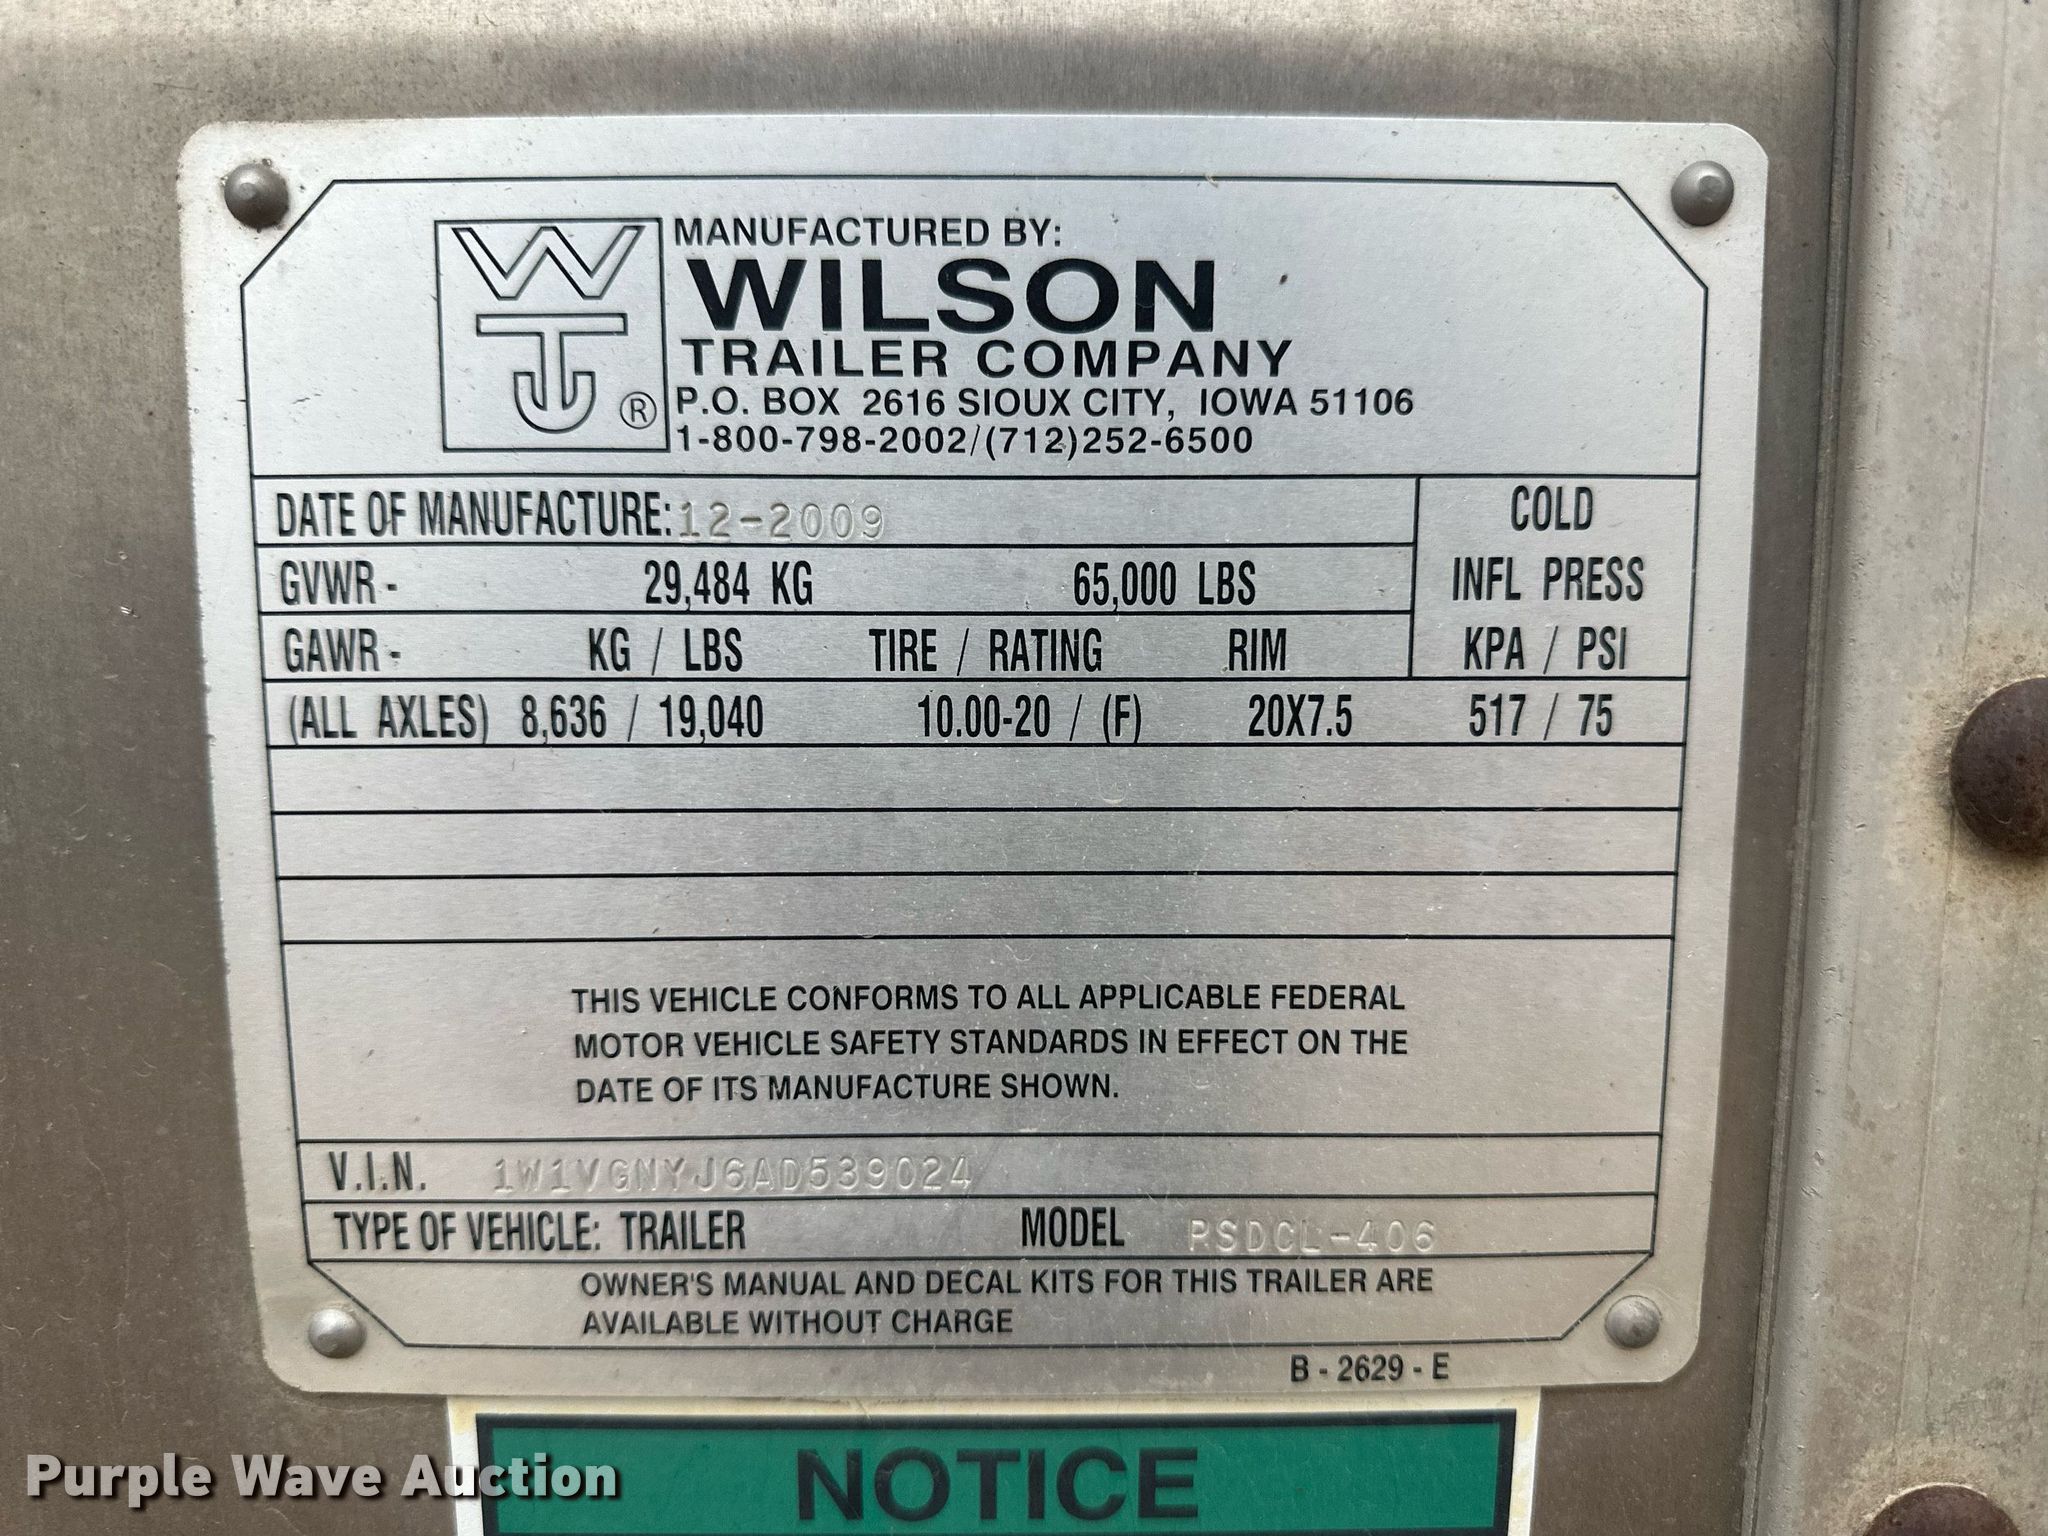 MANUFACTURED BY:
WILSON
TRAILER COMPANY
P.O. BOX 2616 SIOUX CITY, IOWA 51106
1-800-798-2002/(712)252-6500
WT
®
DATE OF MANUFACTURE: 12-2009
COLD
GVWR - 29,484 KG 65,000 LBS
INFL PRESS
GAWR - KG / LBS TIRE / RATING RIM KPA / PSI
(ALL AXLES) 8,636 / 19,040 10.00-20 / (F) 20X7.5 517 / 75
THIS VEHICLE CONFORMS TO ALL APPLICABLE FEDERAL
MOTOR VEHICLE SAFETY STANDARDS IN EFFECT ON THE
DATE OF ITS MANUFACTURE SHOWN.
V.I.N. 1W1VGNYJ6AD539024
TYPE OF VEHICLE: TRAILER MODEL PSDCL-406
OWNER'S MANUAL AND DECAL KITS FOR THIS TRAILER ARE
AVAILABLE WITHOUT CHARGE
B - 2629 - E
NOTICE
Purple Wave Auction